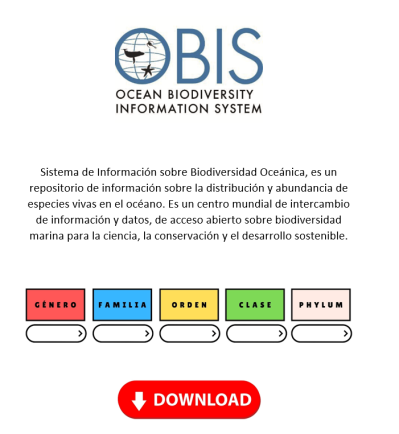 OBIS
OCEAN BIODIVERSITY
INFORMATION SYSTEM
Sistema de Información sobre Biodiversidad Oceánica, es un
repositorio de información sobre la distribución y abundancia de
especies vivas en el océano. Es un centro mundial de intercambio
de información y datos, de acceso abierto sobre biodiversidad
marina para la ciencia, la conservación y el desarrollo sostenible.
GÉNERO FAMILIA ORDEN CLASE PHYLUM
DOWNLOAD